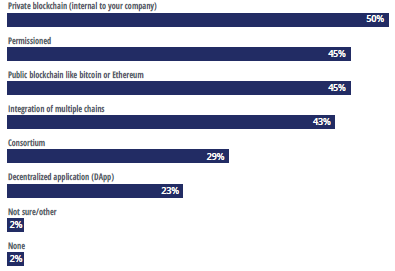 Private blockchain (internal to your company)
50%
Permissioned
45%
Public blockchain like bitcoin or Ethereum
45%
Integration of multiple chains
43%
Consortium
29%
Decentralized application (DApp)
23%
Not sure/other
2%
None
2%